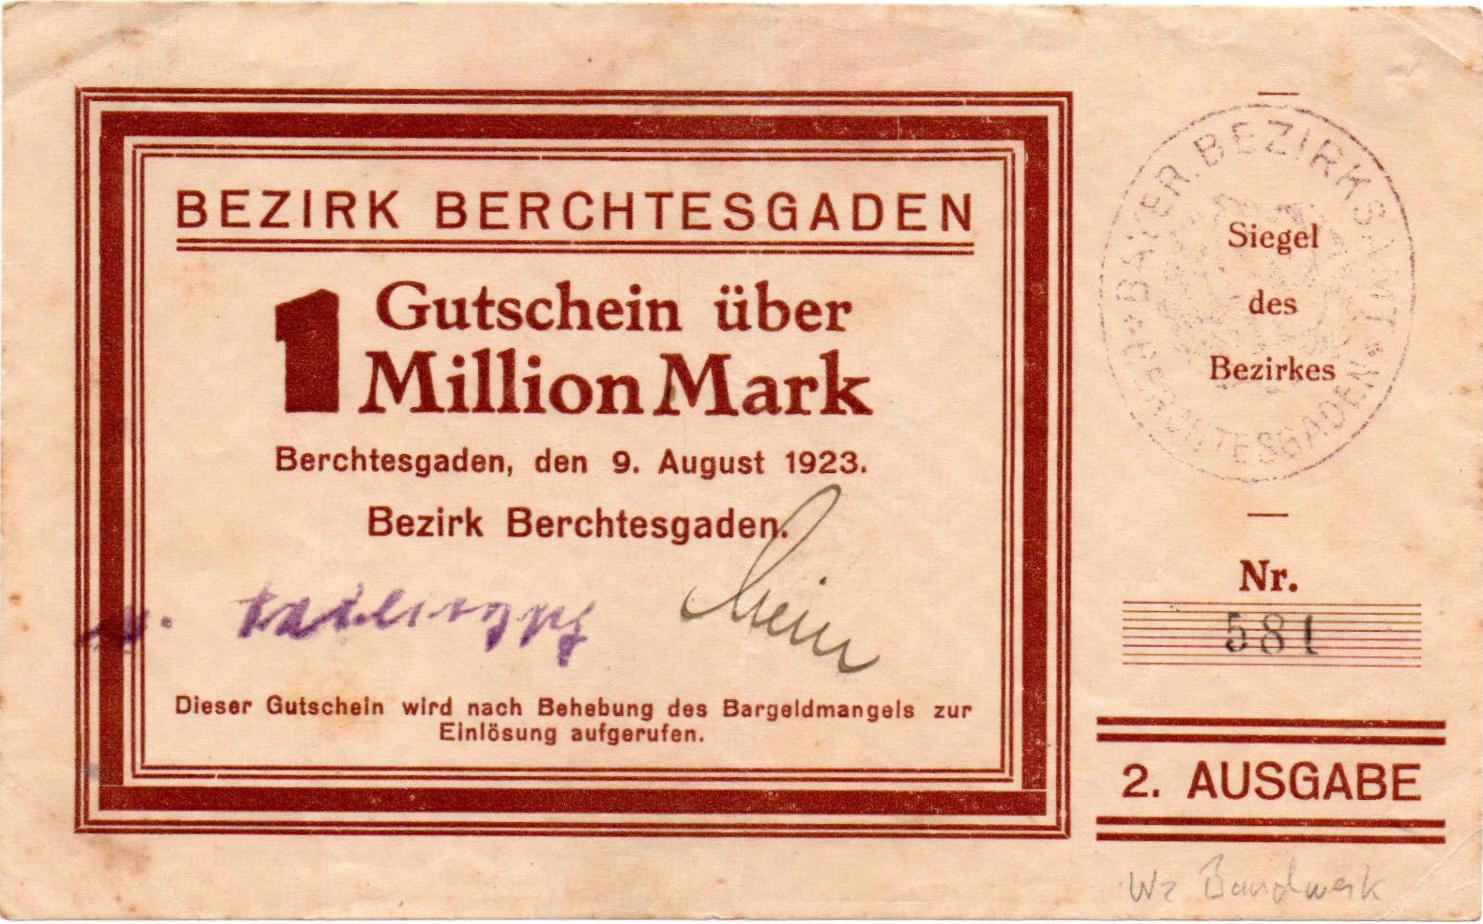 BEZIRK BERCHTESGADEN
1 Gutschein über
Million Mark
Berchtesgaden, den 9. August 1923.
Bezirk Berchtesgaden.
Dieser Gutschein wird nach Behebung des Bargeldmangels zur
Einlösung aufgerufen.
BAYER. BEZIRKSAMT
BERCHTESGADEN
Siegel
des
Bezirkes
Nr.
581
2. AUSGABE
Wz Bandwerk